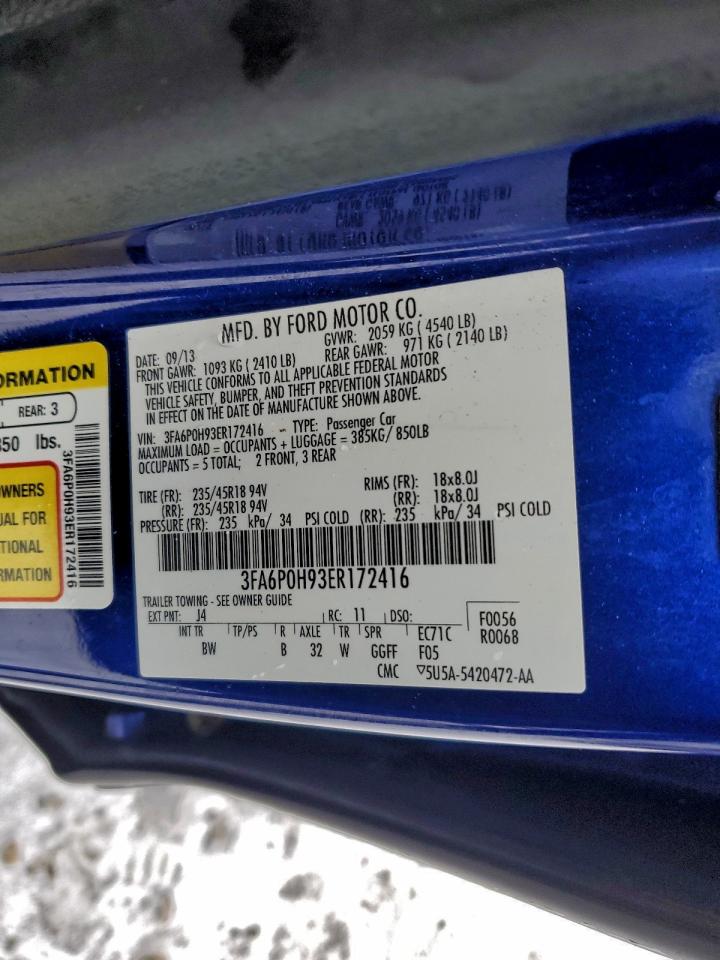 MFD. BY FORD MOTOR CO.
DATE: 09/13
GVWR: 2059 KG (4540 LB)
FRONT GAWR: 1093 KG (2410 LB)
REAR GAWR: 971 KG (2140 LB)
THIS VEHICLE CONFORMS TO ALL APPLICABLE FEDERAL MOTOR
VEHICLE SAFETY, BUMPER, AND THEFT PREVENTION STANDARDS
IN EFFECT ON THE DATE OF MANUFACTURE SHOWN ABOVE.
VIN: 3FA6P0H93ER172416 - TYPE: Passenger Car
MAXIMUM LOAD = OCCUPANTS + LUGGAGE = 385KG/ 850LB
OCCUPANTS = 5 TOTAL; 2 FRONT, 3 REAR
TIRE (FR): 235/45R18 94V RIMS (FR): 18x8.0J
(RR): 235/45R18 94V (RR): 18x8.0J
PRESSURE (FR): 235 kPa/ 34 PSI COLD (RR): 235 kPa/ 34 PSI COLD
3FA6P0H93ER172416
TRAILER TOWING - SEE OWNER GUIDE
EXT PNT: J4 RC: 11 DSO: F0056
INT TR TP/PS R AXLE TR SPR EC71C R0068
BW B 32 W GGFF F05
CMC ▽5U5A-5420472-AA
ORMATION
REAR: 3
850 lbs.
OWNERS
UAL FOR
TIONAL
RMATION
3FA6P0H93ER172416